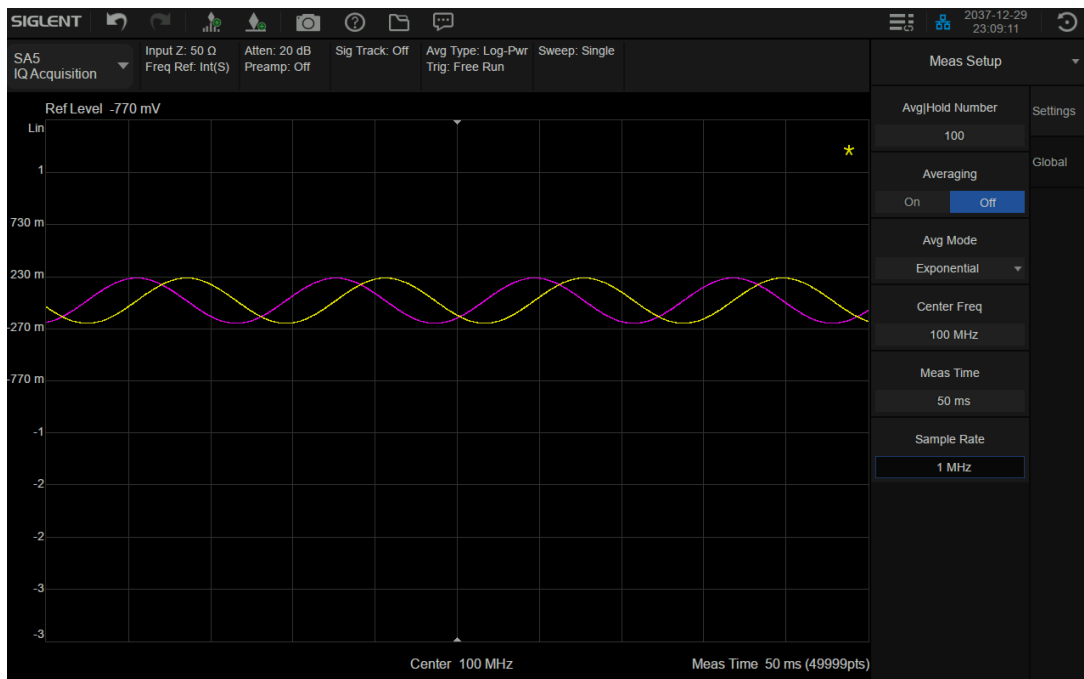 SIGLENT
2037-12-29
23:09:11
SA5
IQ Acquisition
Input Z: 50 Ω
Freq Ref: Int(S)
Atten: 20 dB
Preamp: Off
Sig Track: Off
Avg Type: Log-Pwr
Trig: Free Run
Sweep: Single
Meas Setup
Ref Level -770 mV
Lin
1
730 m
230 m
-270 m
-770 m
-1
-2
-2
-3
-3
*
Center 100 MHz
Meas Time 50 ms (49999pts)
Avg|Hold Number
100
Averaging
On Off
Avg Mode
Exponential
Center Freq
100 MHz
Meas Time
50 ms
Sample Rate
1 MHz
Settings
Global